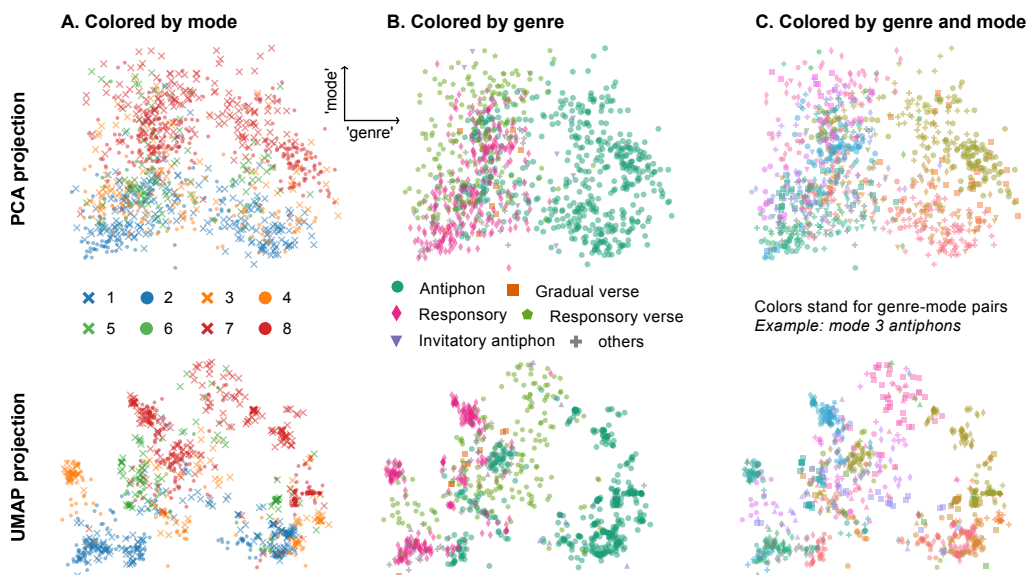 A. Colored by mode
B. Colored by genre
C. Colored by genre and mode
PCA projection
'mode'
'genre'
1 2 3 4
5 6 7 8
Antiphon Gradual verse
Responsory Responsory verse
Invitatory antiphon others
Colors stand for genre-mode pairs
Example: mode 3 antiphons
UMAP projection